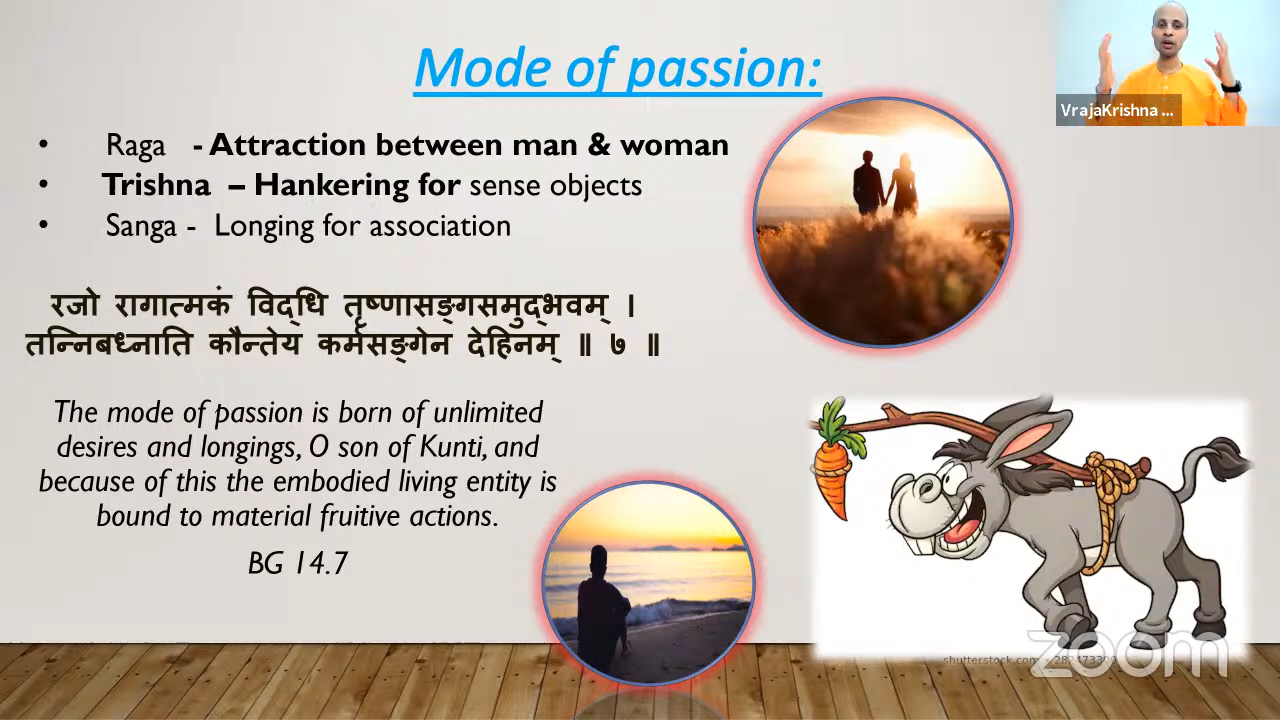 Mode of passion:
VrajaKrishna ...
• Raga - Attraction between man & woman
• Trishna – Hankering for sense objects
• Sanga - Longing for association
रजो रागात्मकं विद्धि तृष्णासङ्गसमुद्भवम् ।
तन्निबध्नाति कौन्तेय कर्मसङ्गेन देहिनम् ॥ ७ ॥
The mode of passion is born of unlimited
desires and longings, O son of Kunti, and
because of this the embodied living entity is
bound to material fruitive actions.
BG 14.7
zoom
shutterstock.com •